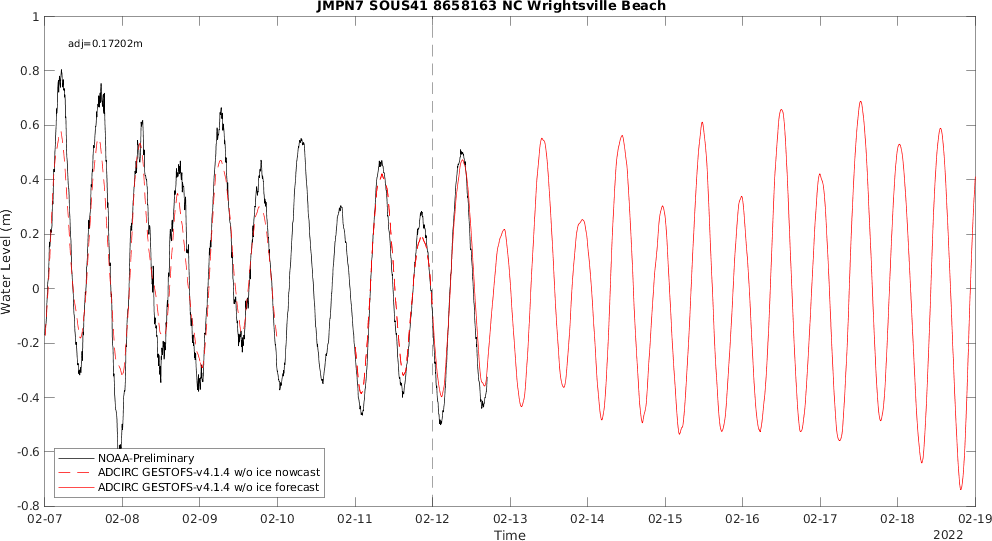 JMPN7 SOUS41 8658163 NC Wrightsville Beach
adj=0.17202m
1
0.8
0.6
0.4
0.2
0
-0.2
-0.4
-0.6
-0.8
Water Level (m)
NOAA-Preliminary
ADCIRC GESTOFS-v4.1.4 w/o ice nowcast
ADCIRC GESTOFS-v4.1.4 w/o ice forecast
02-07 02-08 02-09 02-10 02-11 02-12 02-13 02-14 02-15 02-16 02-17 02-18 02-19
Time
2022